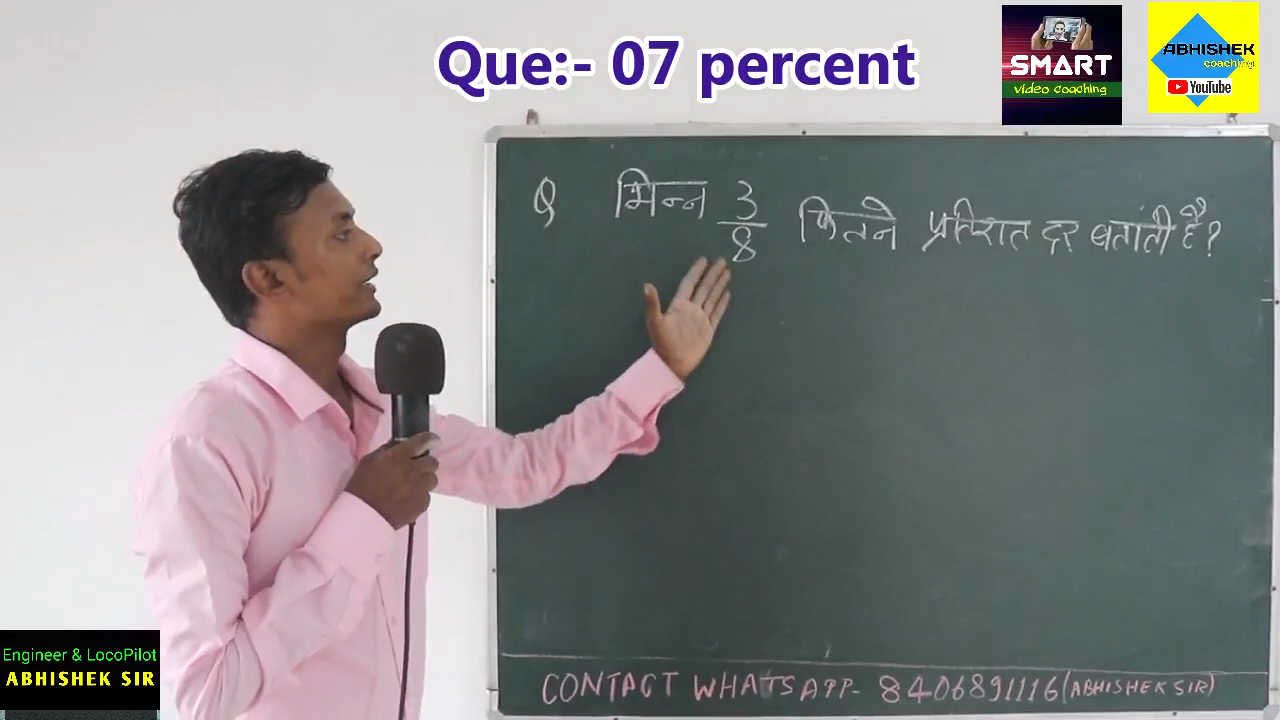 Que:- 07 percent
SMART
video coaching
ABHISHEK
coaching
YouTube
Q भिन्न 3/8 कितने प्रतिशत दर बतांती है?
Engineer & LocoPilot
ABHISHEK SIR
CONTACT WHATSAPP- 8406891116 (ABHISHEK SIR)